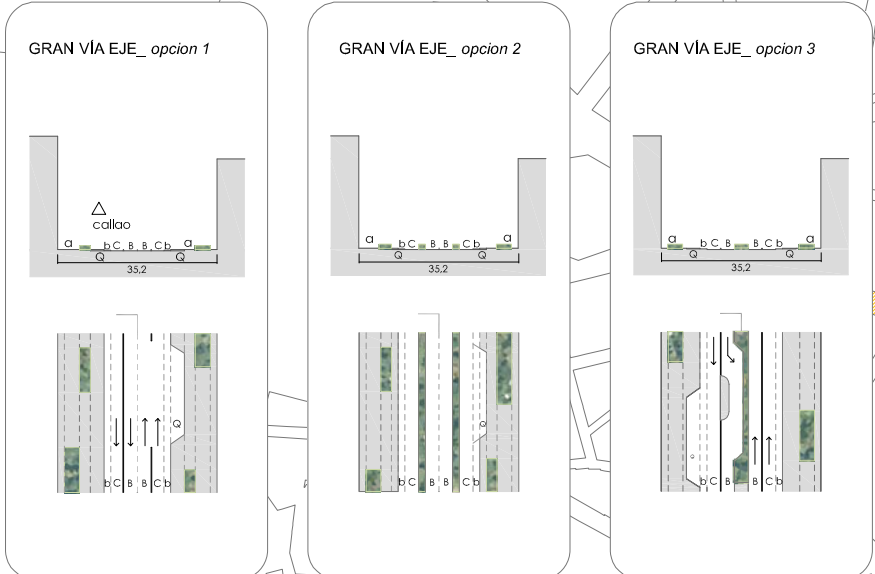 GRAN VÍA EJE_ opcion 1
callao
a b C B B C b a
Q Q
35,2
Q
b C B B C b
GRAN VÍA EJE_ opcion 2
a b C B B C b a
Q Q
35,2
Q
b C B B C b
GRAN VÍA EJE_ opcion 3
a b C B B C b a
Q Q
35,2
b C B B C b